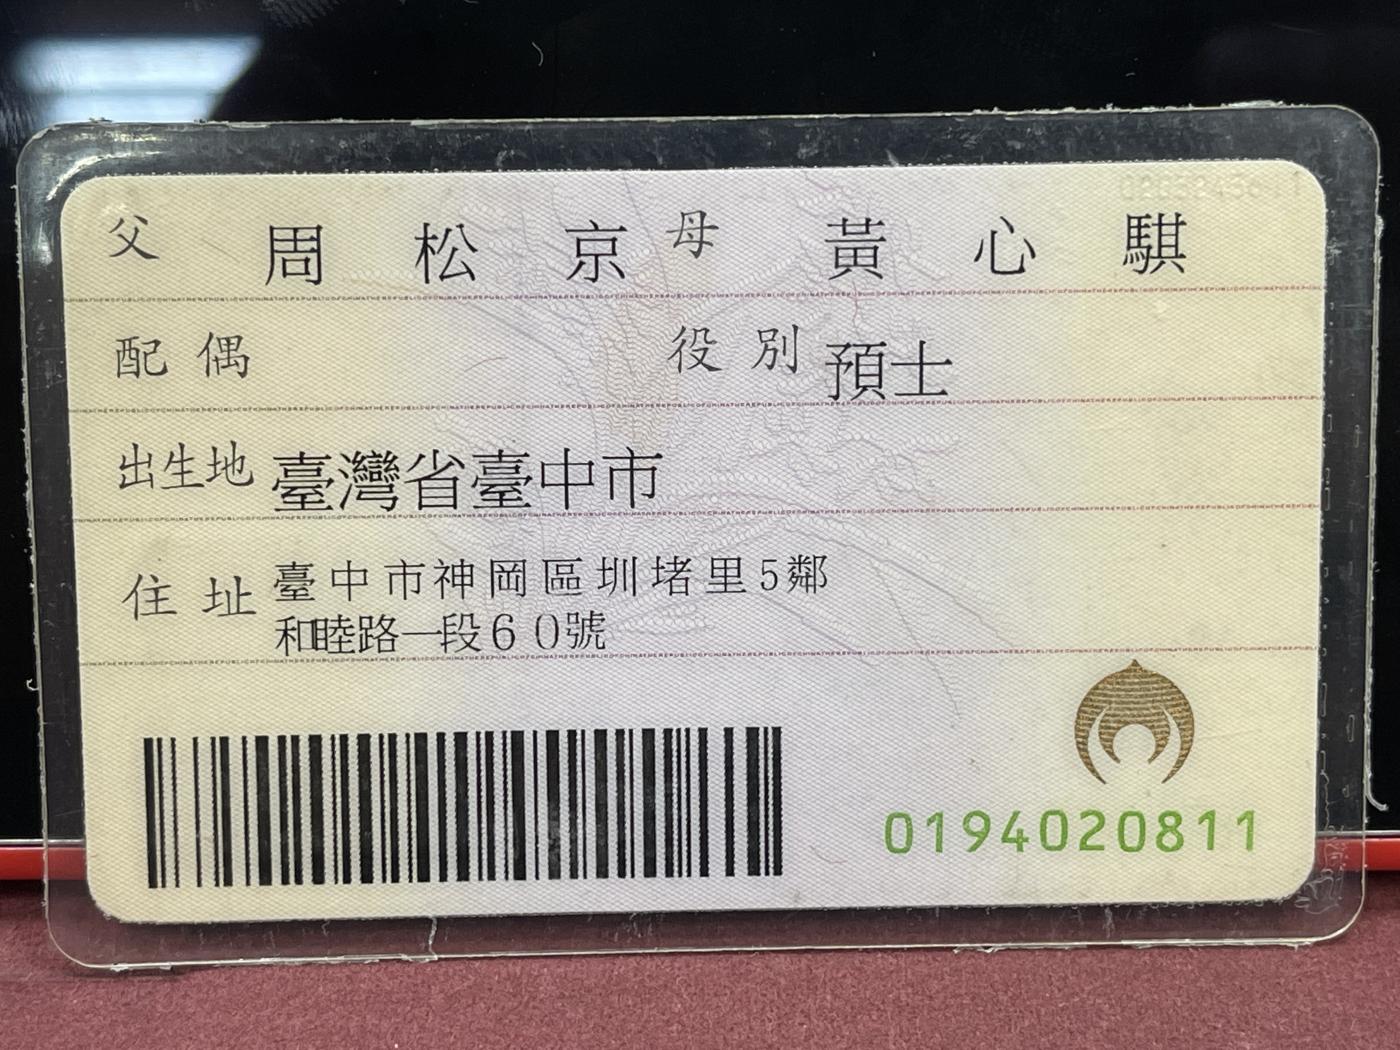 父 周松京 母 黃心騏
配偶 役別 預士
出生地 臺灣省臺中市
住址 臺中市神岡區圳堵里5鄰
和睦路一段60號
0194020811